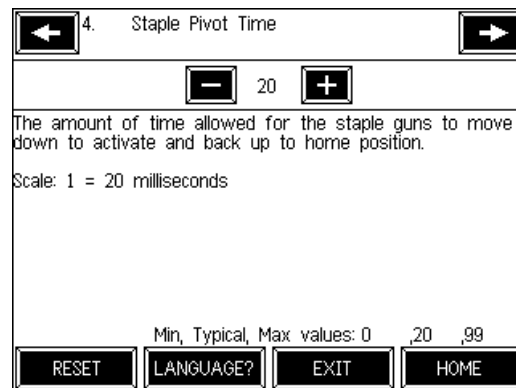 4. Staple Pivot Time
20
The amount of time allowed for the staple guns to move
down to activate and back up to home position.
Scale: 1 = 20 milliseconds
Min, Typical, Max values: 0 ,20 ,99
RESET LANGUAGE? EXIT HOME